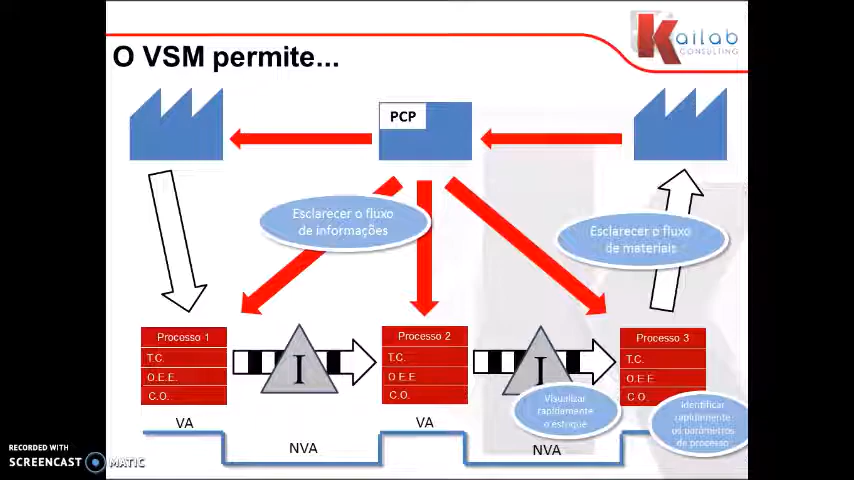 Kailab
CONSULTING
O VSM permite...
PCP
Esclarecer o fluxo
de informações
Esclarecer o fluxo
de materiais
Processo 1
T.C.
O.E.E.
C.O.
I
Processo 2
T.C.
O.E.E
C.O.
I
Processo 3
T.C.
O.E.E
C.O.
Visualizar
rapidamente
o estoque
Identificar
rapidamente
os parâmetros
de processo
VA
NVA
VA
NVA
RECORDED WITH
SCREENCAST MATIC